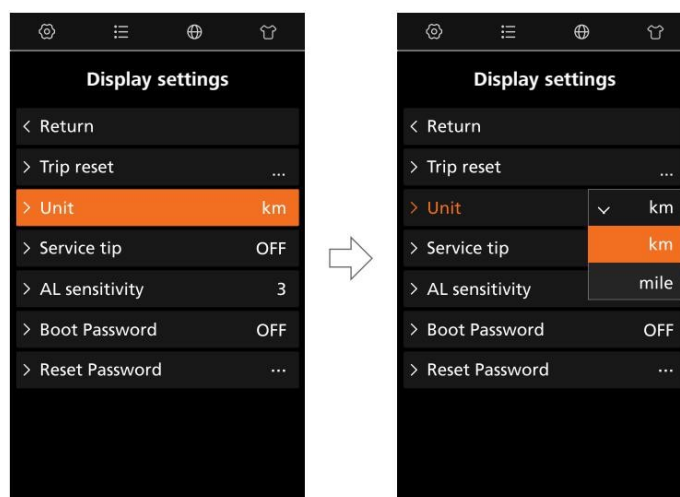 Display settings
< Return
> Trip reset ...
> Unit km
> Service tip OFF
> AL sensitivity 3
> Boot Password OFF
> Reset Password ...
Display settings
< Return
> Trip reset ...
> Unit km
> Service tip km
> AL sensitivity mile
> Boot Password OFF
> Reset Password ...